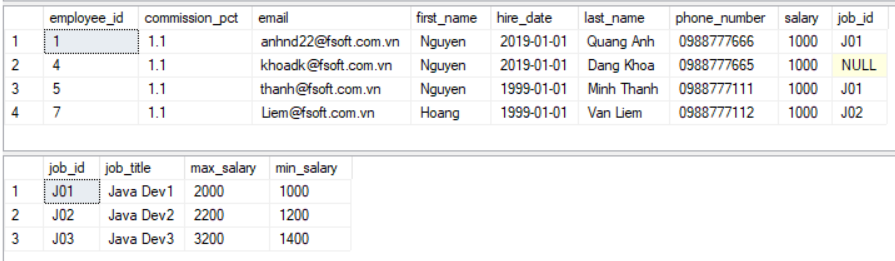 employee_id commission_pct email first_name hire_date last_name phone_number salary job_id
1 1 1.1 anhnd22@fsoft.com.vn Nguyen 2019-01-01 Quang Anh 0988777666 1000 J01
2 4 1.1 khoadk@fsoft.com.vn Nguyen 2019-01-01 Dang Khoa 0988777665 1000 NULL
3 5 1.1 thanh@fsoft.com.vn Nguyen 1999-01-01 Minh Thanh 0988777111 1000 J01
4 7 1.1 Liem@fsoft.com.vn Hoang 1999-01-01 Van Liem 0988777112 1000 J02
job_id job_title max_salary min_salary
1 J01 Java Dev1 2000 1000
2 J02 Java Dev2 2200 1200
3 J03 Java Dev3 3200 1400